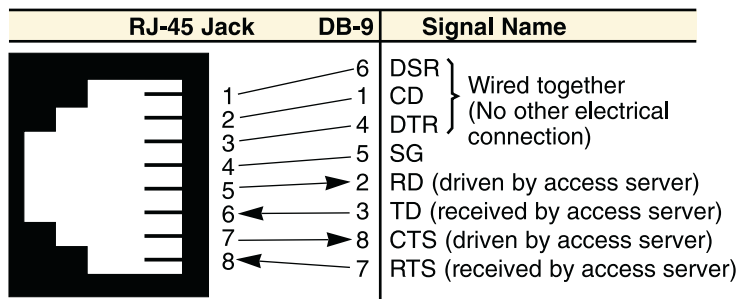 RJ-45 Jack DB-9 Signal Name
6 DSR
1 1 CD
2 4 DTR
3 5 SG
4 2 RD (driven by access server)
5 3 TD (received by access server)
6 8 CTS (driven by access server)
7 7 RTS (received by access server)
8
Wired together
(No other electrical
connection)